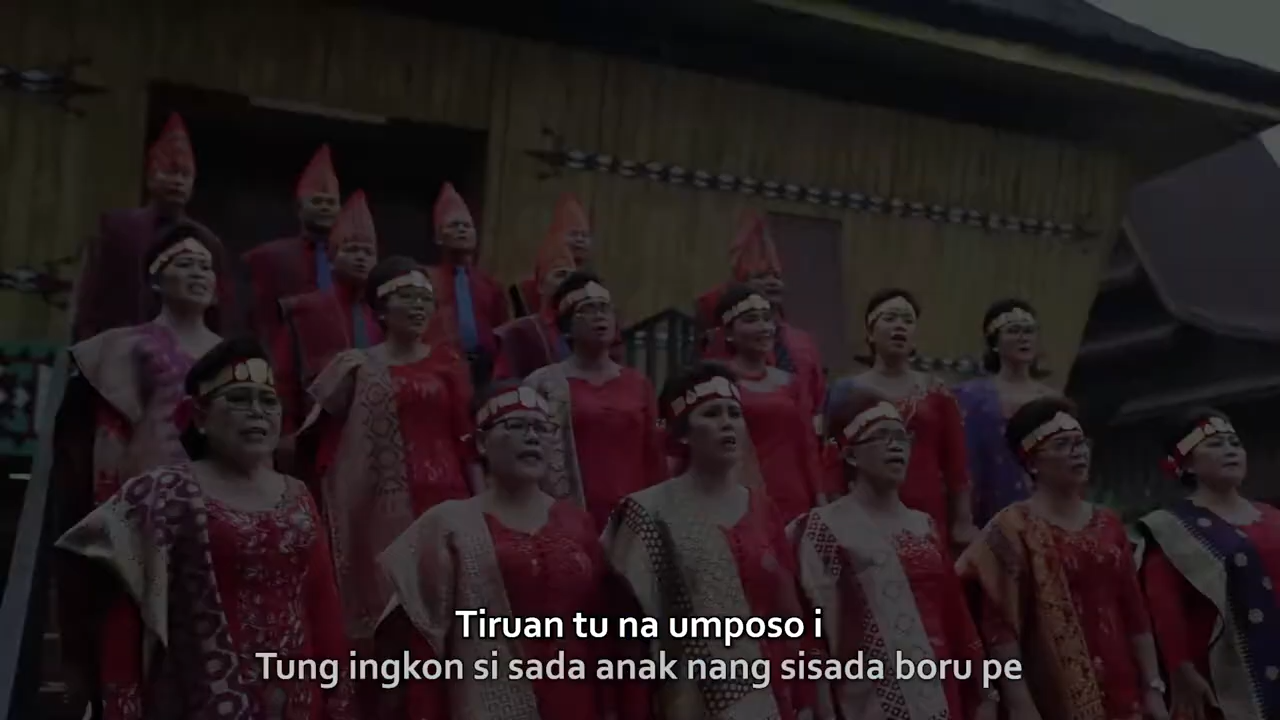 Tiruan tu na umposo i
Tung ingkon si sada anak nang sisada boru pe